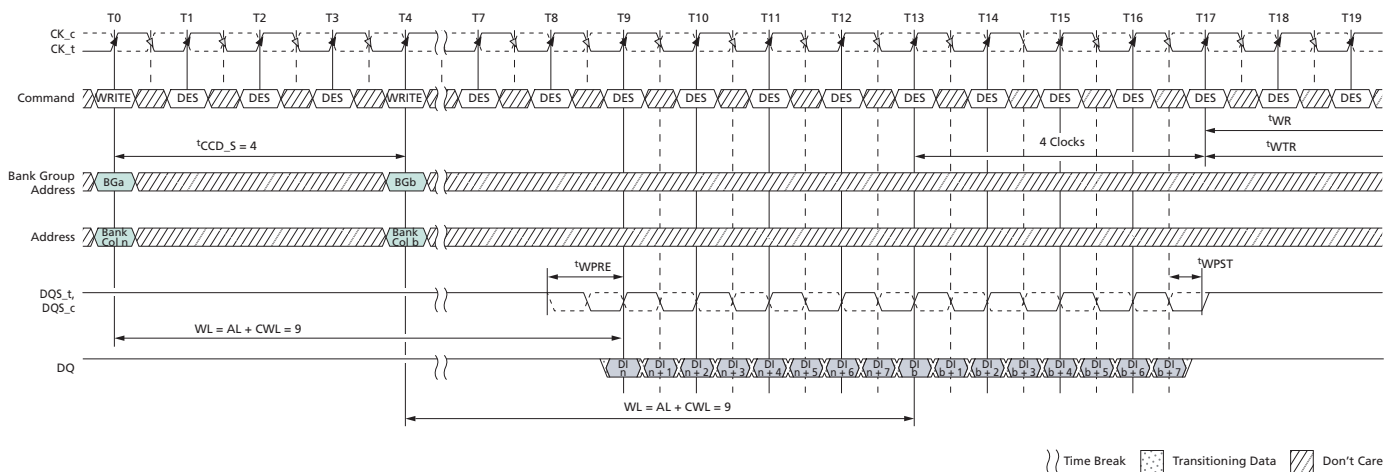 T0 T1 T2 T3 T4 T7 T8 T9 T10 T11 T12 T13 T14 T15 T16 T17 T18 T19
CK_c
CK_t
Command WRITE DES DES DES WRITE DES DES DES DES DES DES DES DES DES DES DES DES DES
tWR
tCCD_S = 4 4 Clocks tWTR
Bank Group
Address BGa BGb
Address Bank
Col n Bank
Col b
tWPRE tWPST
DQS_t,
DQS_c
WL = AL + CWL = 9
DQ DI
n DI
n + 1 DI
n + 2 DI
n + 3 DI
n + 4 DI
n + 5 DI
n + 6 DI
n + 7 DI
b DI
b + 1 DI
b + 2 DI
b + 3 DI
b + 4 DI
b + 5 DI
b + 6 DI
b + 7
WL = AL + CWL = 9
Time Break Transitioning Data Don't Care